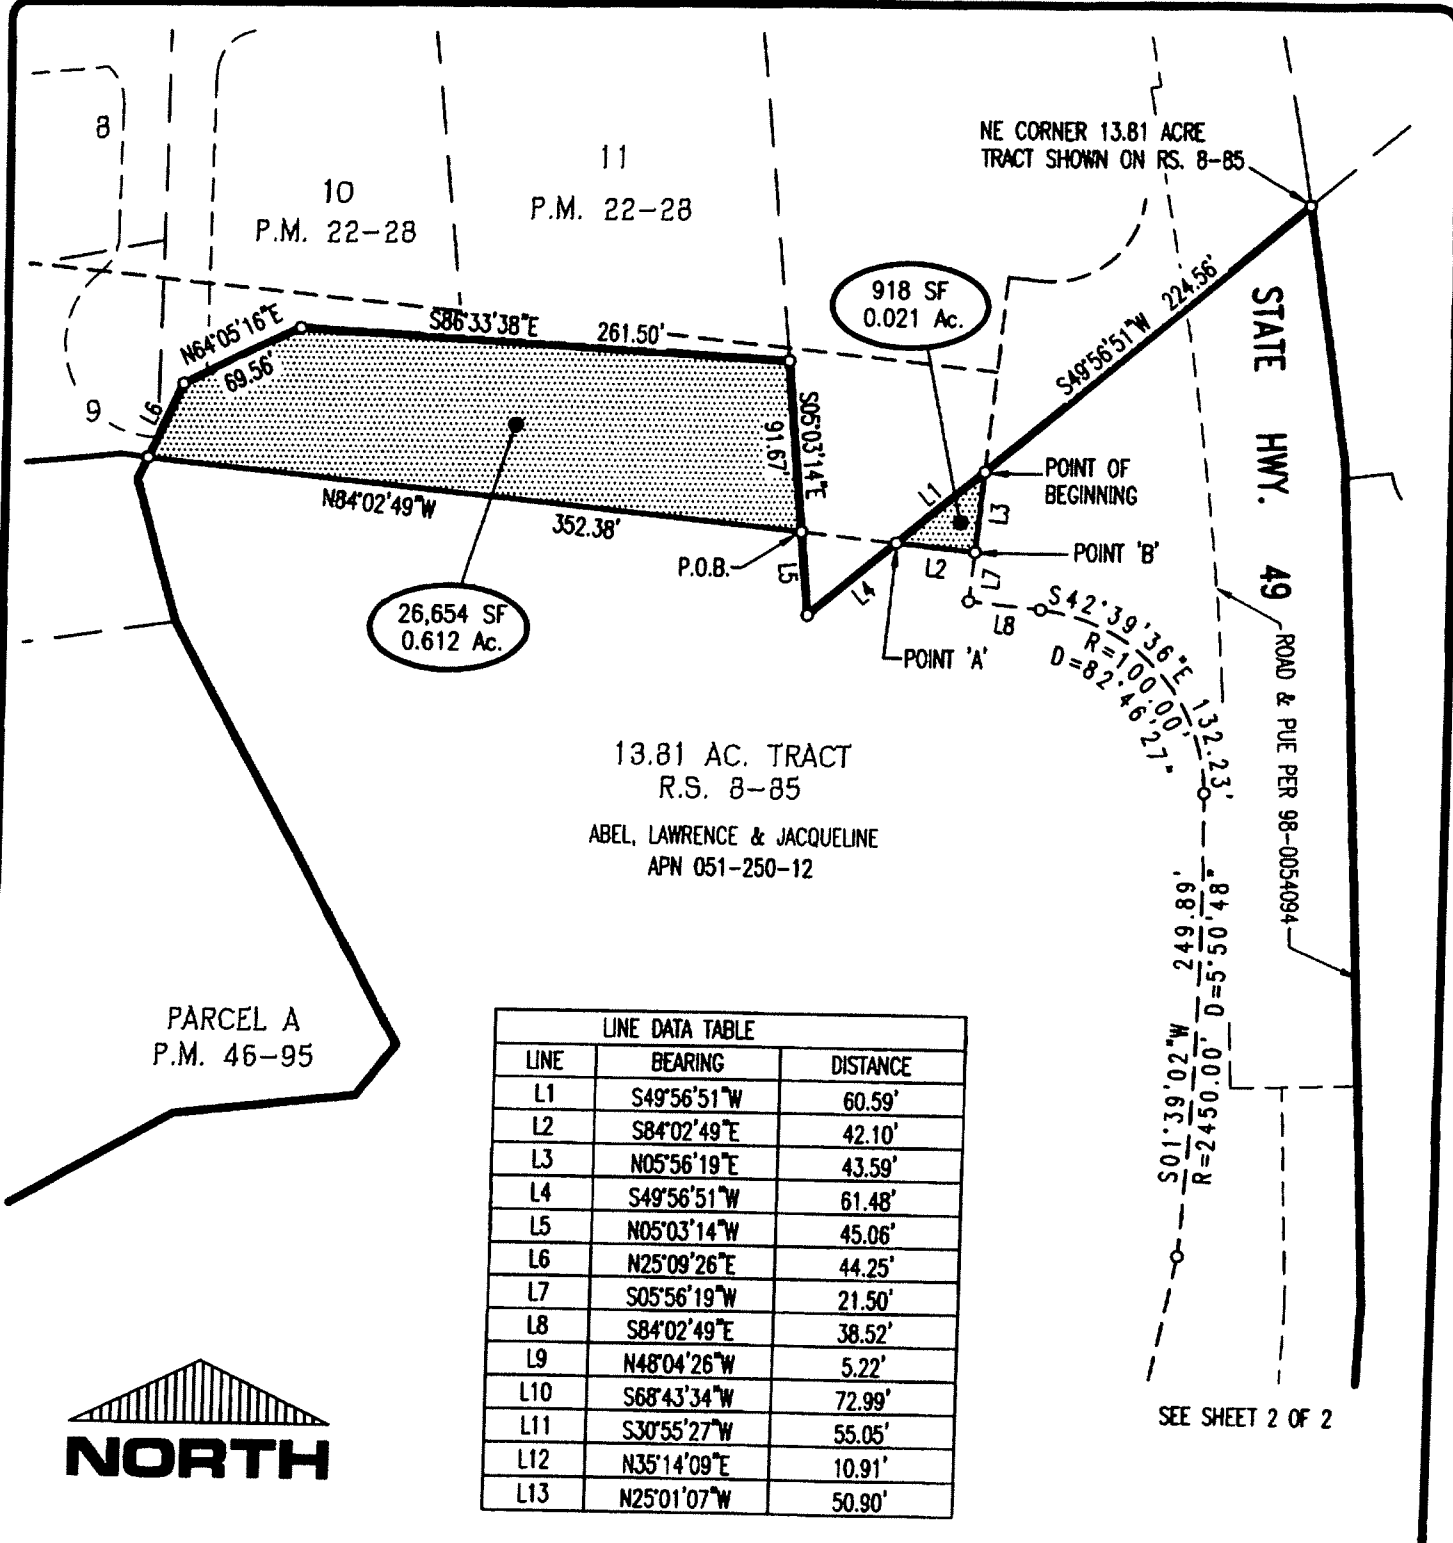 8
10
P.M. 22-28
11
P.M. 22-28
NE CORNER 13.81 ACRE
TRACT SHOWN ON RS. 8-85
918 SF
0.021 Ac.
224.56'
S49°56'51"W
STATE HWY. 49
N64°05'16"E
69.56'
S86°33'38"E 261.50'
9
L6
S05°03'14"E
91.67'
L1
L3
POINT OF
BEGINNING
N84°02'49"W
352.38'
P.O.B.
L5
L4
L2
L7
POINT 'B'
L8
POINT 'A'
26,654 SF
0.612 Ac.
S42°39'36"E 132.23'
R=100.00'
D=82°46'27"
ROAD & PUE PER 98-0054094
13.81 AC. TRACT
R.S. 8-85
ABEL, LAWRENCE & JACQUELINE
APN 051-250-12
S01°39'02"W 249.89'
R=2450.00' D=5°50'48"
PARCEL A
P.M. 46-95
LINE DATA TABLE
LINE BEARING DISTANCE
L1 S49°56'51"W 60.59'
L2 S84°02'49"E 42.10'
L3 N05°56'19"E 43.59'
L4 S49°56'51"W 61.48'
L5 N05°03'14"W 45.06'
L6 N25°09'26"E 44.25'
L7 S05°56'19"W 21.50'
L8 S84°02'49"E 38.52'
L9 N48°04'26"W 5.22'
L10 S68°43'34"W 72.99'
L11 S30°55'27"W 55.05'
L12 N35°14'09"E 10.91'
L13 N25°01'07"W 50.90'
NORTH
SEE SHEET 2 OF 2